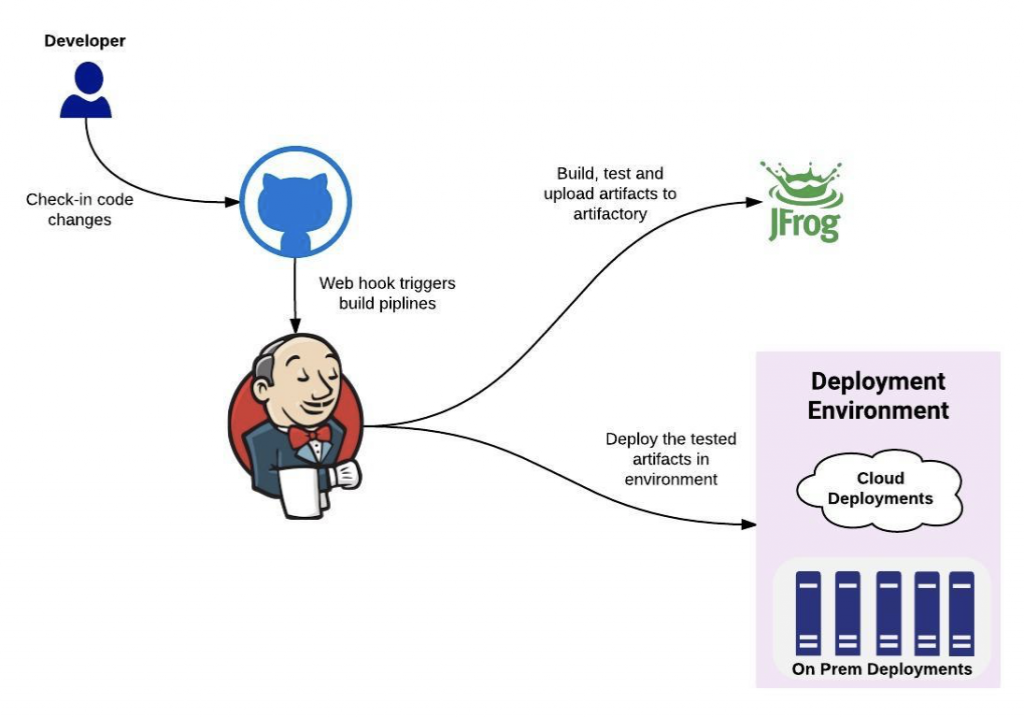 Developer
Check-in code
changes
Web hook triggers
build piplines
Build, test and
upload artifacts to
artifactory
JFrog
Deployment
Environment
Deploy the tested
artifacts in
environment
Cloud
Deployments
On Prem Deployments